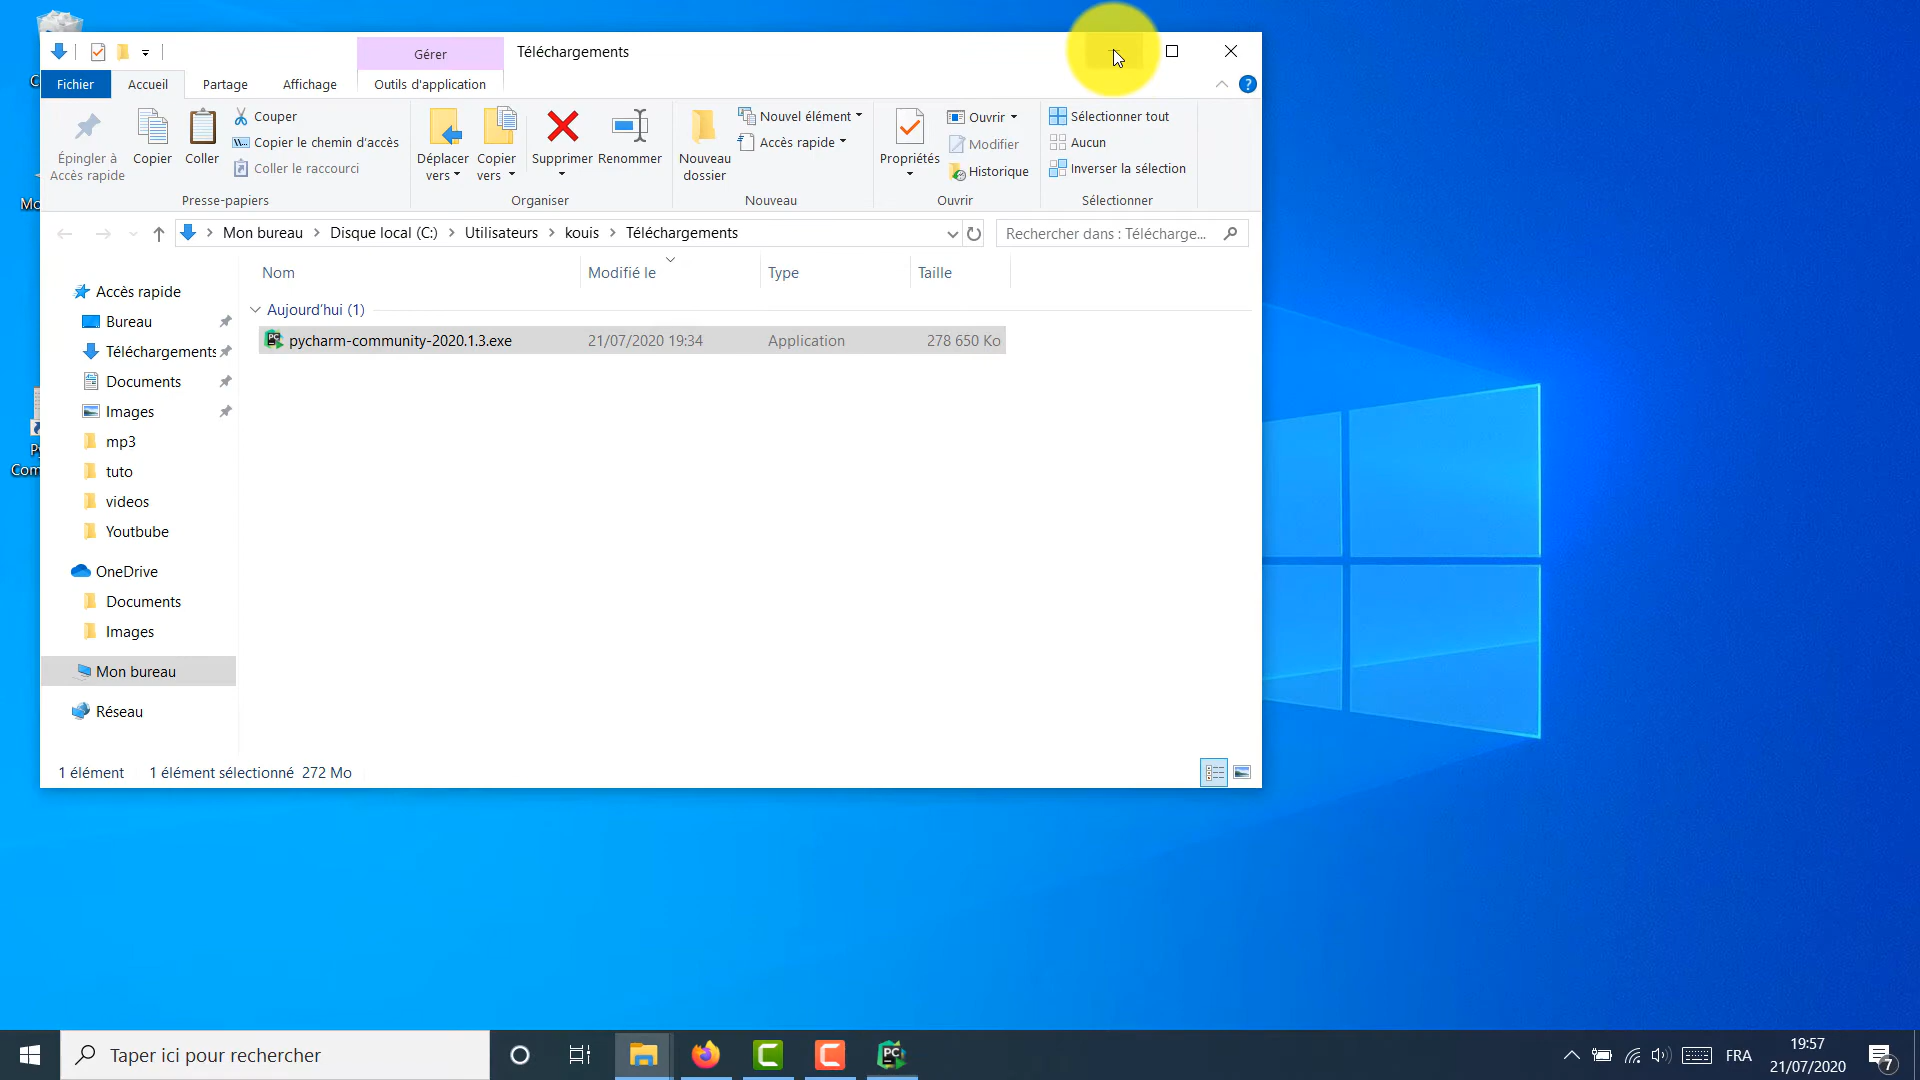 Gérer
Téléchargements
Fichier
Accueil
Partage
Affichage
Outils d'application
Épingler à
Accès rapide
Copier
Coller
Couper
Copier le chemin d'accès
Coller le raccourci
Presse-papiers
Déplacer
vers
Copier
vers
Supprimer
Renommer
Organiser
Nouveau
dossier
Nouvel élément
Accès rapide
Nouveau
Propriétés
Ouvrir
Modifier
Historique
Ouvrir
Sélectionner tout
Aucun
Inverser la sélection
Sélectionner
Mon bureau > Disque local (C:) > Utilisateurs > kouis > Téléchargements
Rechercher dans : Télécharge...
Nom
Modifié le
Type
Taille
Aujourd'hui (1)
pycharm-community-2020.1.3.exe
21/07/2020 19:34
Application
278 650 Ko
Accès rapide
Bureau
Téléchargements
Documents
Images
mp3
tuto
videos
Youtbube
OneDrive
Documents
Images
Mon bureau
Réseau
1 élément
1 élément sélectionné 272 Mo
Taper ici pour rechercher
FRA
19:57
21/07/2020
7